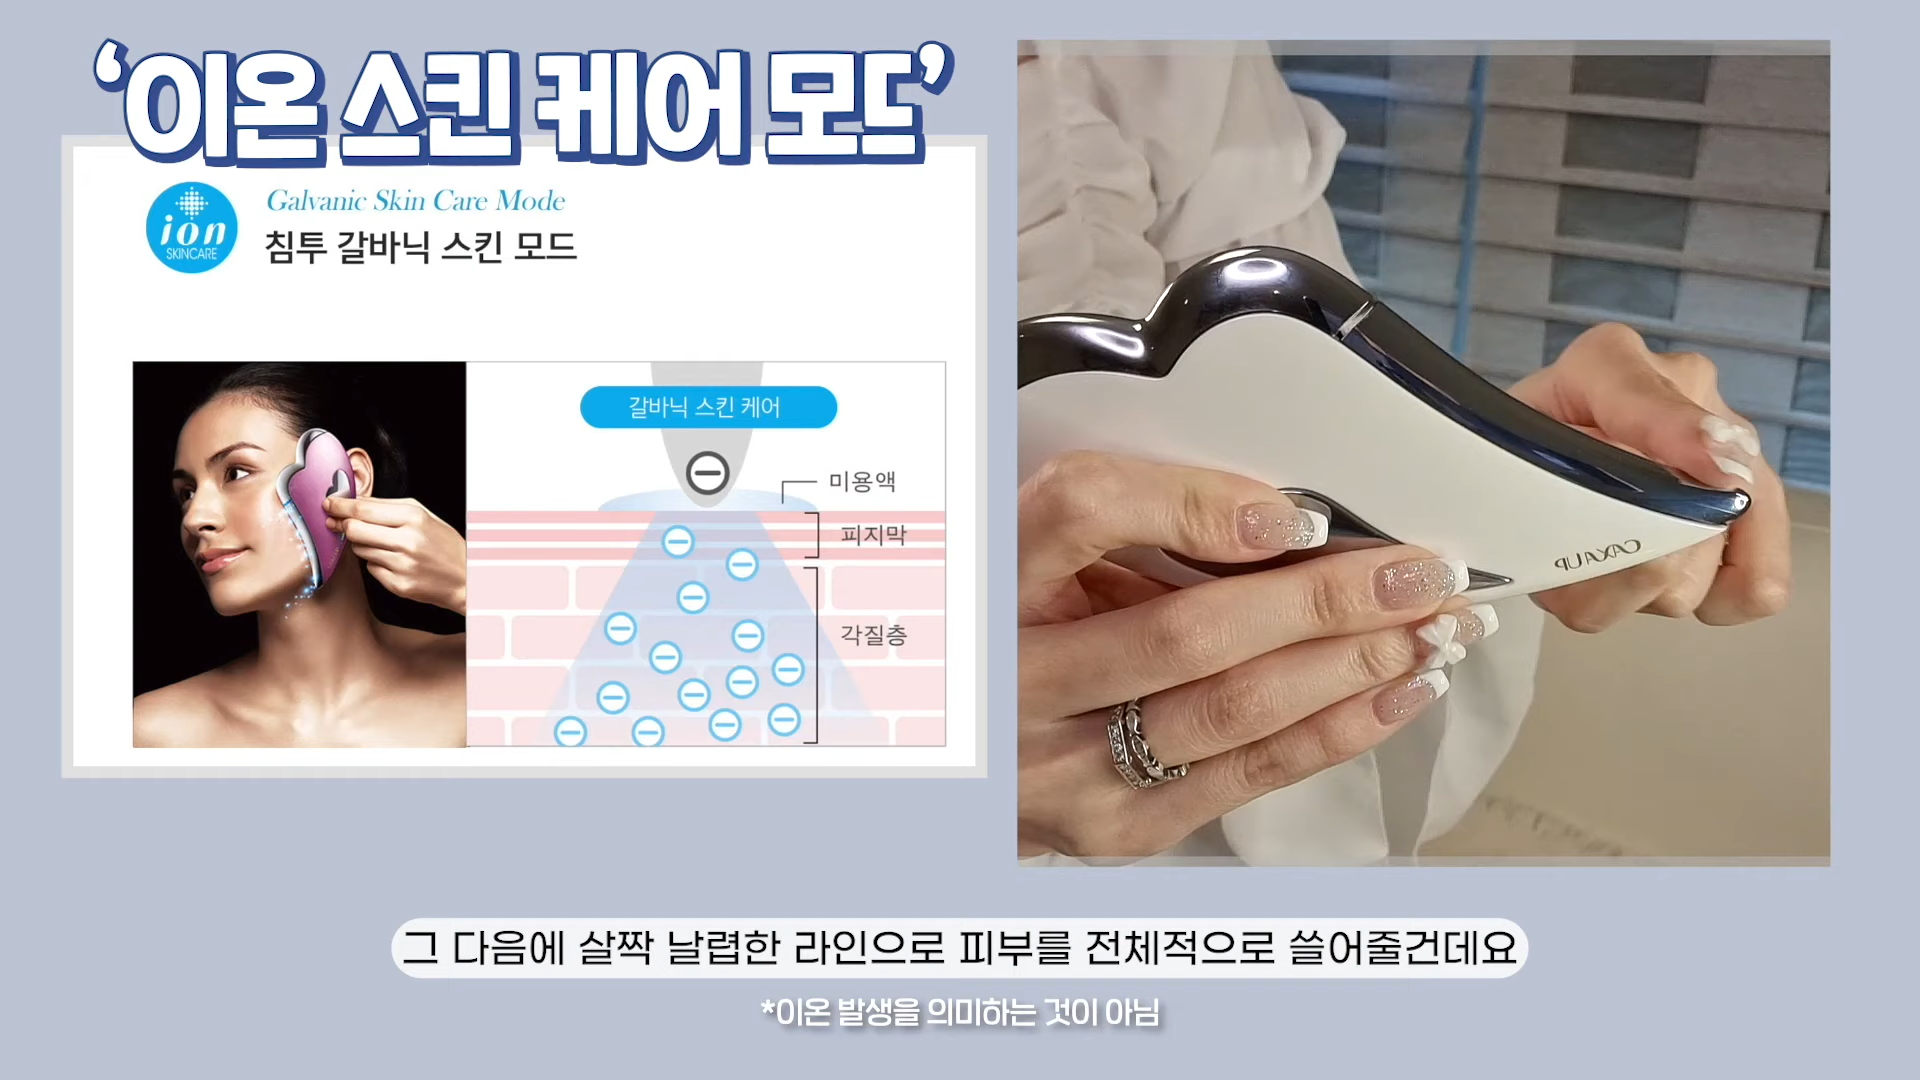 ‘이온 스킨 케어 모드’
ion
SKINCARE
Galvanic Skin Care Mode
침투 갈바닉 스킨 모드
갈바닉 스킨 케어
미용액
피지막
각질층
CAXAUP
그 다음에 살짝 날렵한 라인으로 피부를 전체적으로 쓸어줄건데요
*이온 발생을 의미하는 것이 아님